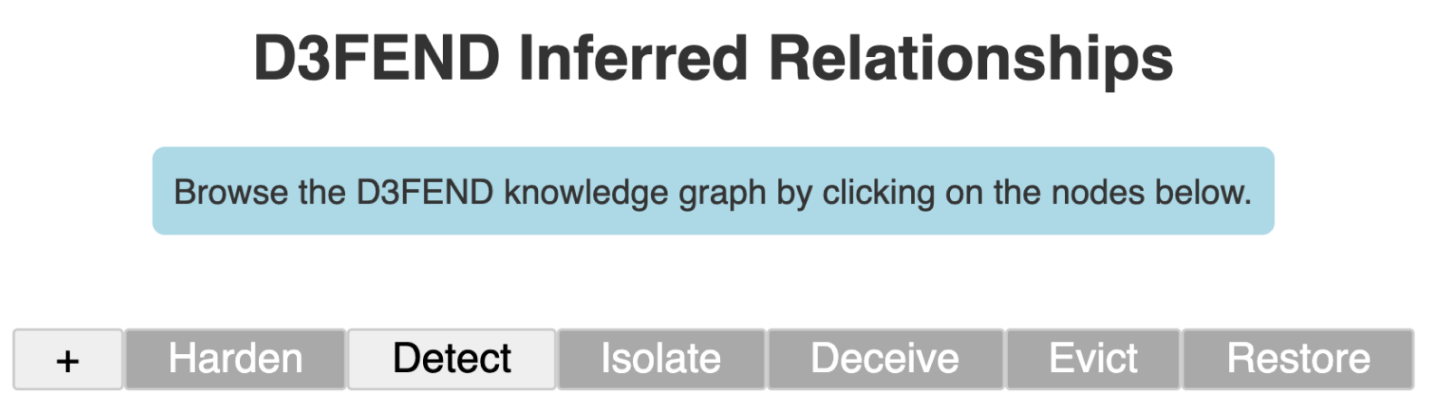 D3FEND Inferred Relationships
Browse the D3FEND knowledge graph by clicking on the nodes below.
+ Harden Detect Isolate Deceive Evict Restore